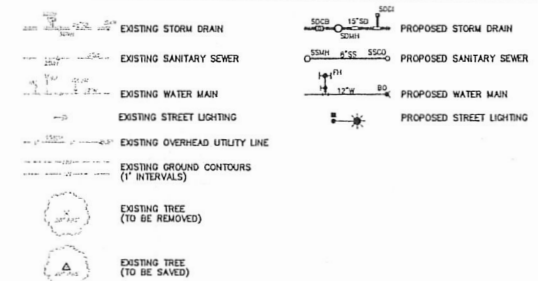 EXISTING STORM DRAIN
EXISTING SANITARY SEWER
EXISTING WATER MAIN
EXISTING STREET LIGHTING
EXISTING OVERHEAD UTILITY LINE
EXISTING GROUND CONTOURS
(1' INTERVALS)
EXISTING TREE
(TO BE REMOVED)
EXISTING TREE
(TO BE SAVED)
SDCI
SDCB 15"SD
SDMH
PROPOSED STORM DRAIN
SSMH 6"SS SSCO
PROPOSED SANITARY SEWER
FH
12"W BO
PROPOSED WATER MAIN
PROPOSED STREET LIGHTING